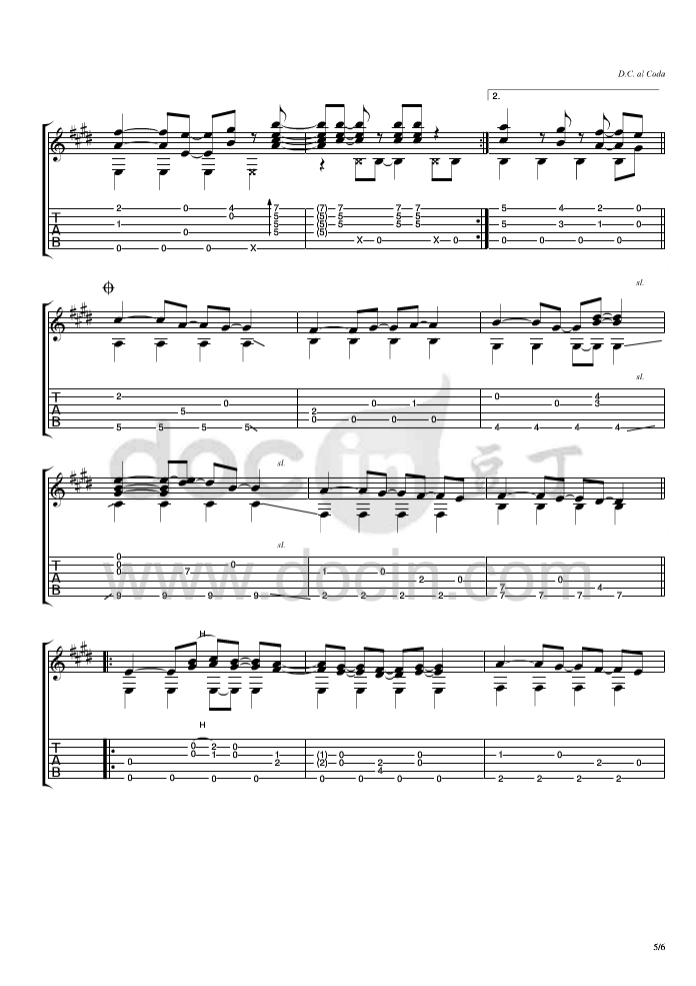 D.C. al Coda
2.
2 0 4 7 (7) 7 7 7 5 4 2 0
0 5 (5) 5 5 5
1 5 (5) 5 5 5 5 3 1 0
0 5 (5)
X 0 X 0 0 0 0 0
0 0 0 X
sl.
sl.
2 0 4
0 0 1 0 3
5 2
0 0 0 0
5 5 5 5 4 4 4 4
sl.
sl.
0
0 0
0 7 1 0 0
2 0 0
7 4
9 9 9 9 2 2 2 2 7 7 7
H
H
0 2 0
0 1 0 1 (1) 0 2 0 1 0
0 2 (2) 0 2 0 2 0
4
0 0 0 0 0 0 0 0 2 2 2 2
T
A
B
T
A
B
T
A
B
T
A
B
docin 豆丁
www.docin.com
5/6